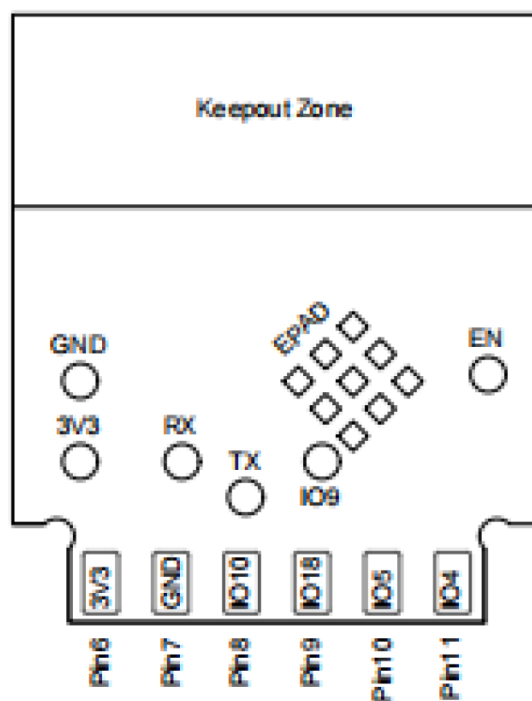 Keepout Zone
EPAD
GND
EN
3V3
RX
TX
IO9
3V3
GND
IO10
IO18
IO5
IO4
Pin6
Pin7
Pin8
Pin9
Pin10
Pin11